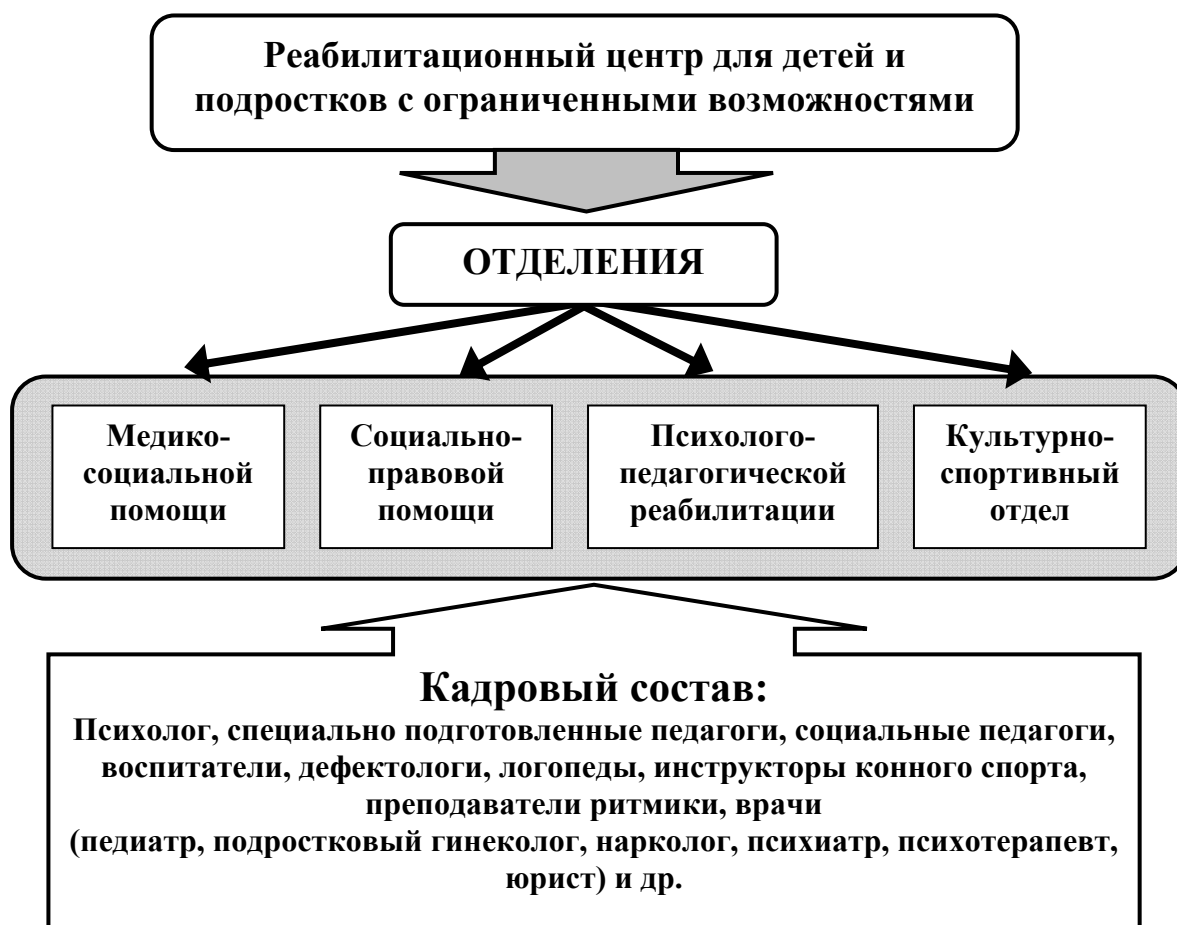 Реабилитационный центр для детей и
подростков с ограниченными возможностями
ОТДЕЛЕНИЯ
Медико-
социальной
помощи
Социально-
правовой
помощи
Психолого-
педагогической
реабилитации
Культурно-
спортивный
отдел
Кадровый состав:
Психолог, специально подготовленные педагоги, социальные педагоги,
воспитатели, дефектологи, логопеды, инструкторы конного спорта,
преподаватели ритмики, врачи
(педиатр, подростковый гинеколог, нарколог, психиатр, психотерапевт,
юрист) и др.